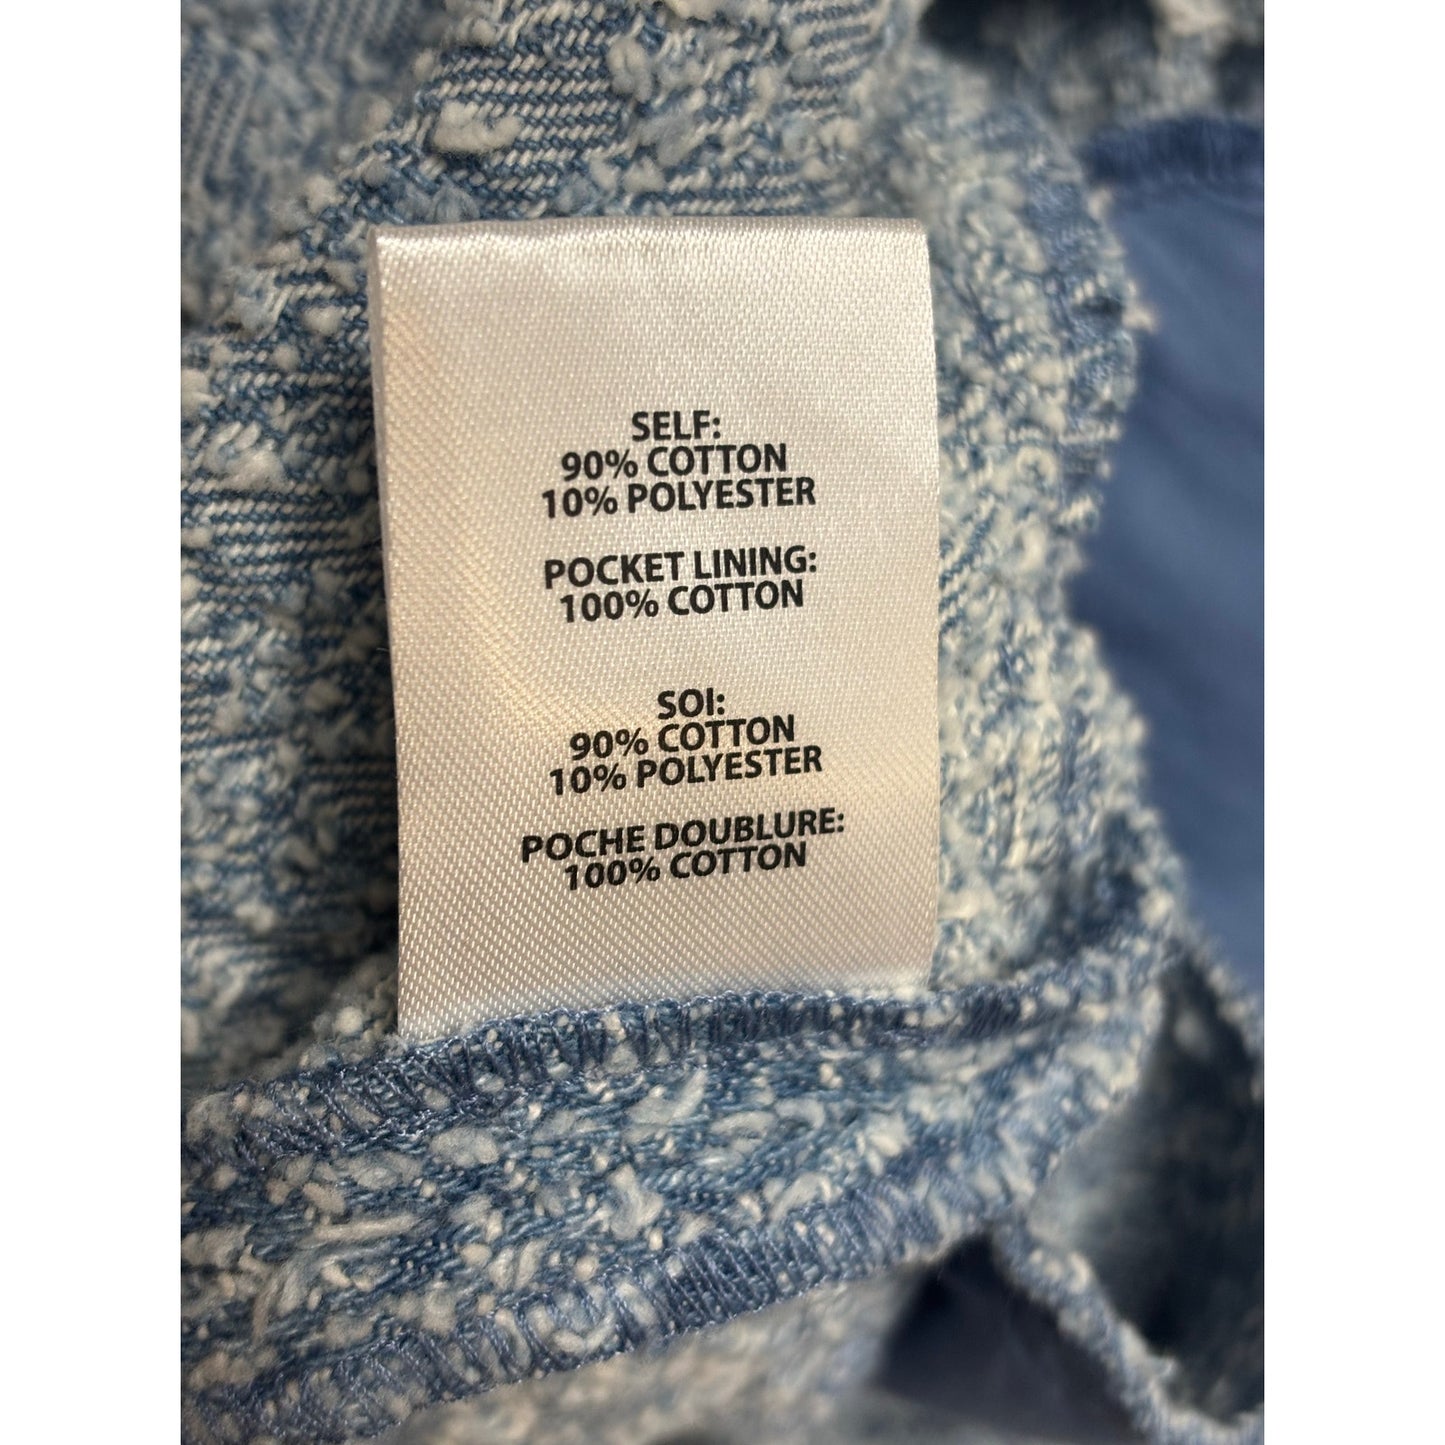 SELF:
90% COTTON
10% POLYESTER
POCKET LINING:
100% COTTON
SOI:
90% COTTON
10% POLYESTER
POCHE DOUBLURE:
100% COTTON